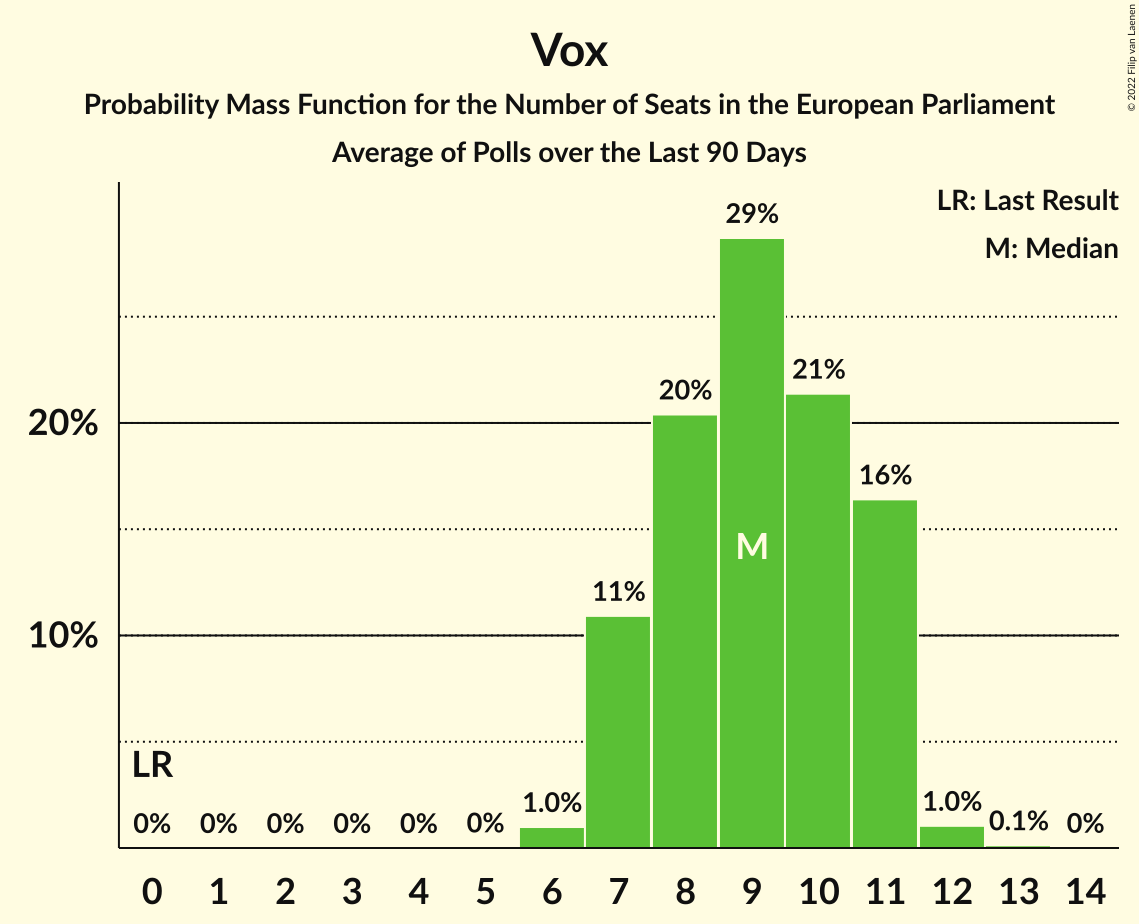 Vox
Probability Mass Function for the Number of Seats in the European Parliament
Average of Polls over the Last 90 Days
© 2022 Filip van Laenen
LR: Last Result
M: Median
29%
21%
20%
20%
16%
M
11%
10%
LR
0% 0% 0% 0% 0% 0% 1.0% 1.0% 0.1% 0%
0 1 2 3 4 5 6 7 8 9 10 11 12 13 14